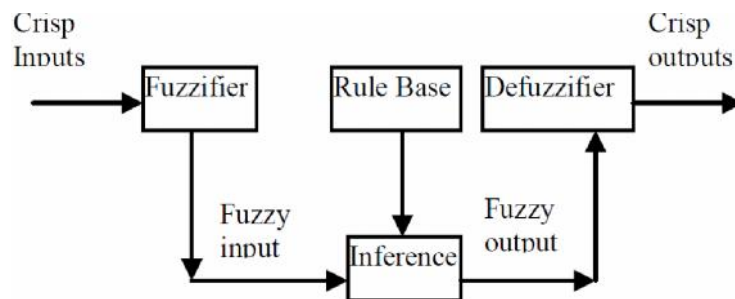 Crisp
Inputs
Crisp
outputs
Fuzzifier
Rule Base
Defuzzifier
Fuzzy
input
Fuzzy
output
Inference